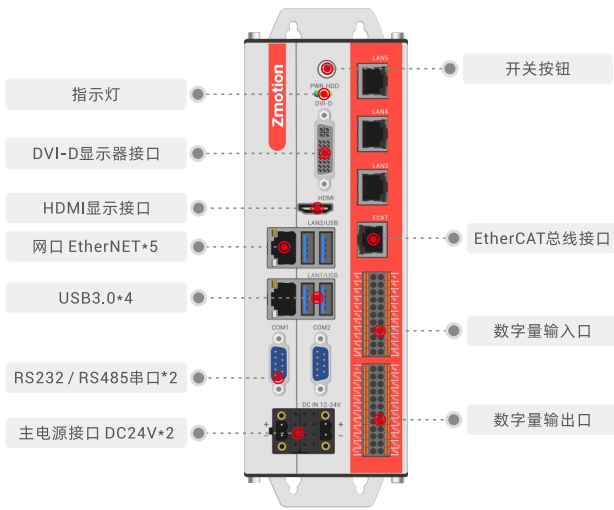 指示灯
DVI-D显示器接口
HDMI显示接口
网口 EtherNET*5
USB3.0*4
RS232 / RS485串口*2
主电源接口 DC24V*2
Zmotion
PWR HDD
DVI-D
HDMI
LAN2/USB
LAN1/USB
COM1 COM2
DC IN 12-24V
+ +
− −
LAN5
LAN4
LAN3
ECAT
开关按钮
EtherCAT总线接口
数字量输入口
数字量输出口